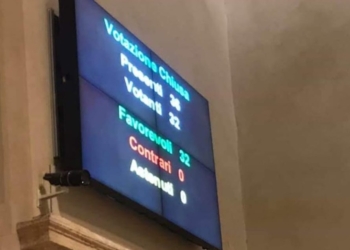 Votazione Chiusa
Presenti 36
Votanti 32
Favorevoli 32
Contrari 0
Astenuti 0